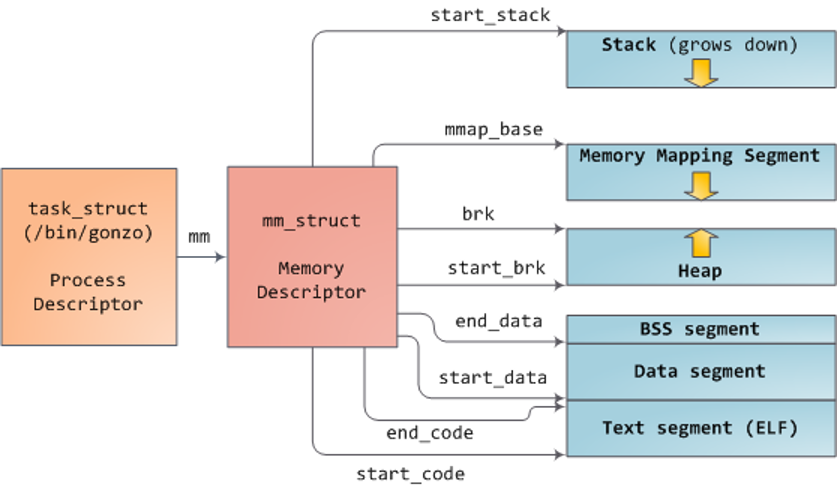 start_stack
Stack (grows down)
mmap_base
Memory Mapping Segment
task_struct
(/bin/gonzo)
Process
Descriptor
mm
mm_struct
Memory
Descriptor
brk
start_brk
Heap
end_data
BSS segment
start_data
Data segment
end_code
Text segment (ELF)
start_code